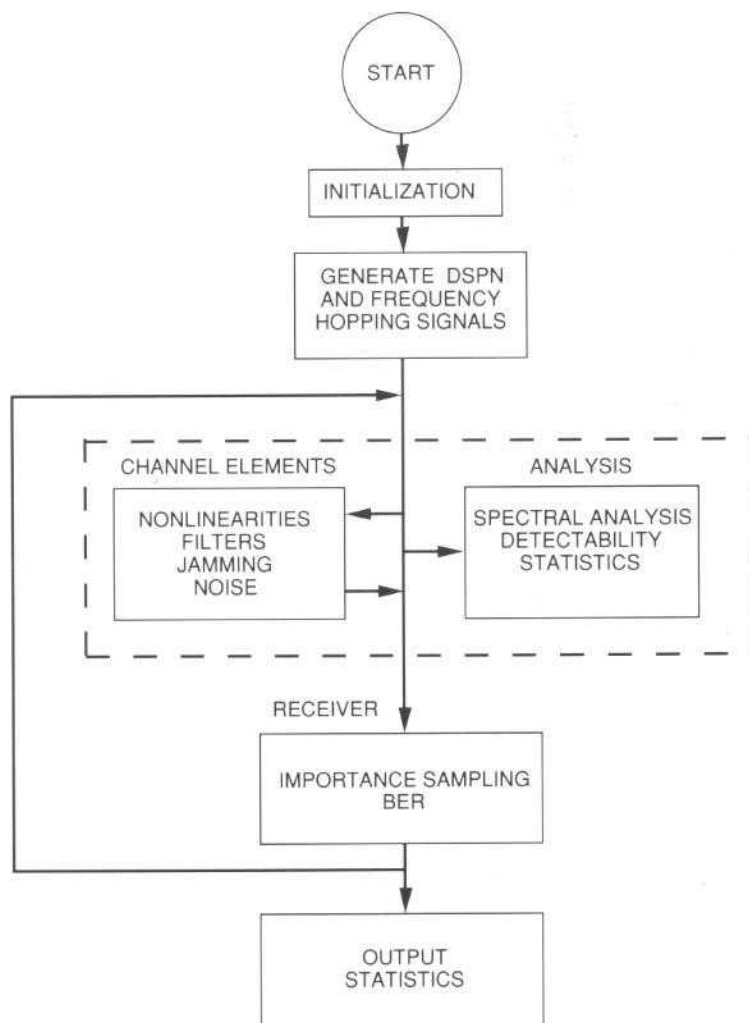 START
INITIALIZATION
GENERATE DSPN
AND FREQUENCY
HOPPING SIGNALS
CHANNEL ELEMENTS
NONLINEARITIES
FILTERS
JAMMING
NOISE
ANALYSIS
SPECTRAL ANALYSIS
DETECTABILITY
STATISTICS
RECEIVER
IMPORTANCE SAMPLING
BER
OUTPUT
STATISTICS